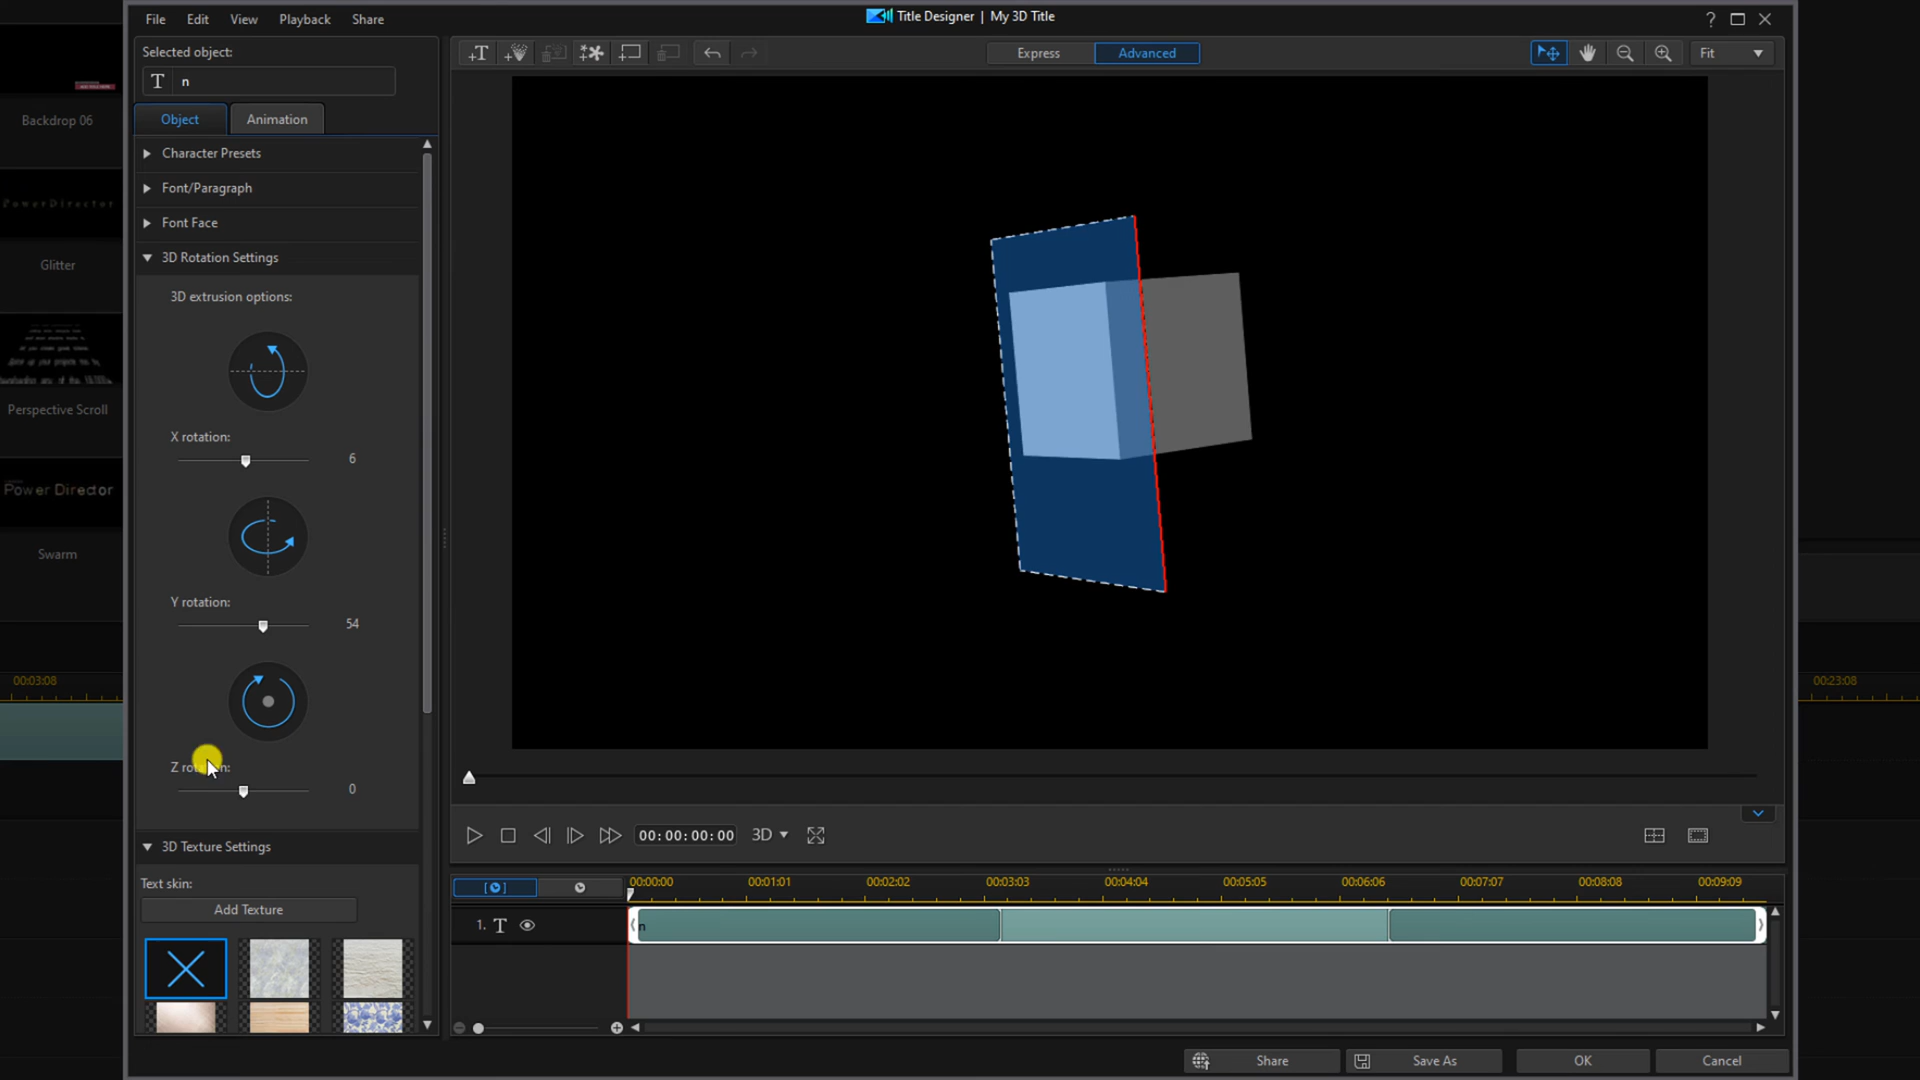 File Edit View Playback Share
Title Designer | My 3D Title
?
Selected object:
T n
Express Advanced
Fit
Object Animation
Character Presets
Font/Paragraph
Font Face
3D Rotation Settings
3D extrusion options:
X rotation:
6
Y rotation:
54
Z rotation:
0
3D Texture Settings
Text skin:
Add Texture
Backdrop 06
PowerDirector
Glitter
Perspective Scroll
Power Director
Swarm
00:03:08
00:23:08
00:00:00:00 3D
00:00:00 00:01:01 00:02:02 00:03:03 00:04:04 00:05:05 00:06:06 00:07:07 00:08:08 00:09:09
1. T n
Share Save As OK Cancel